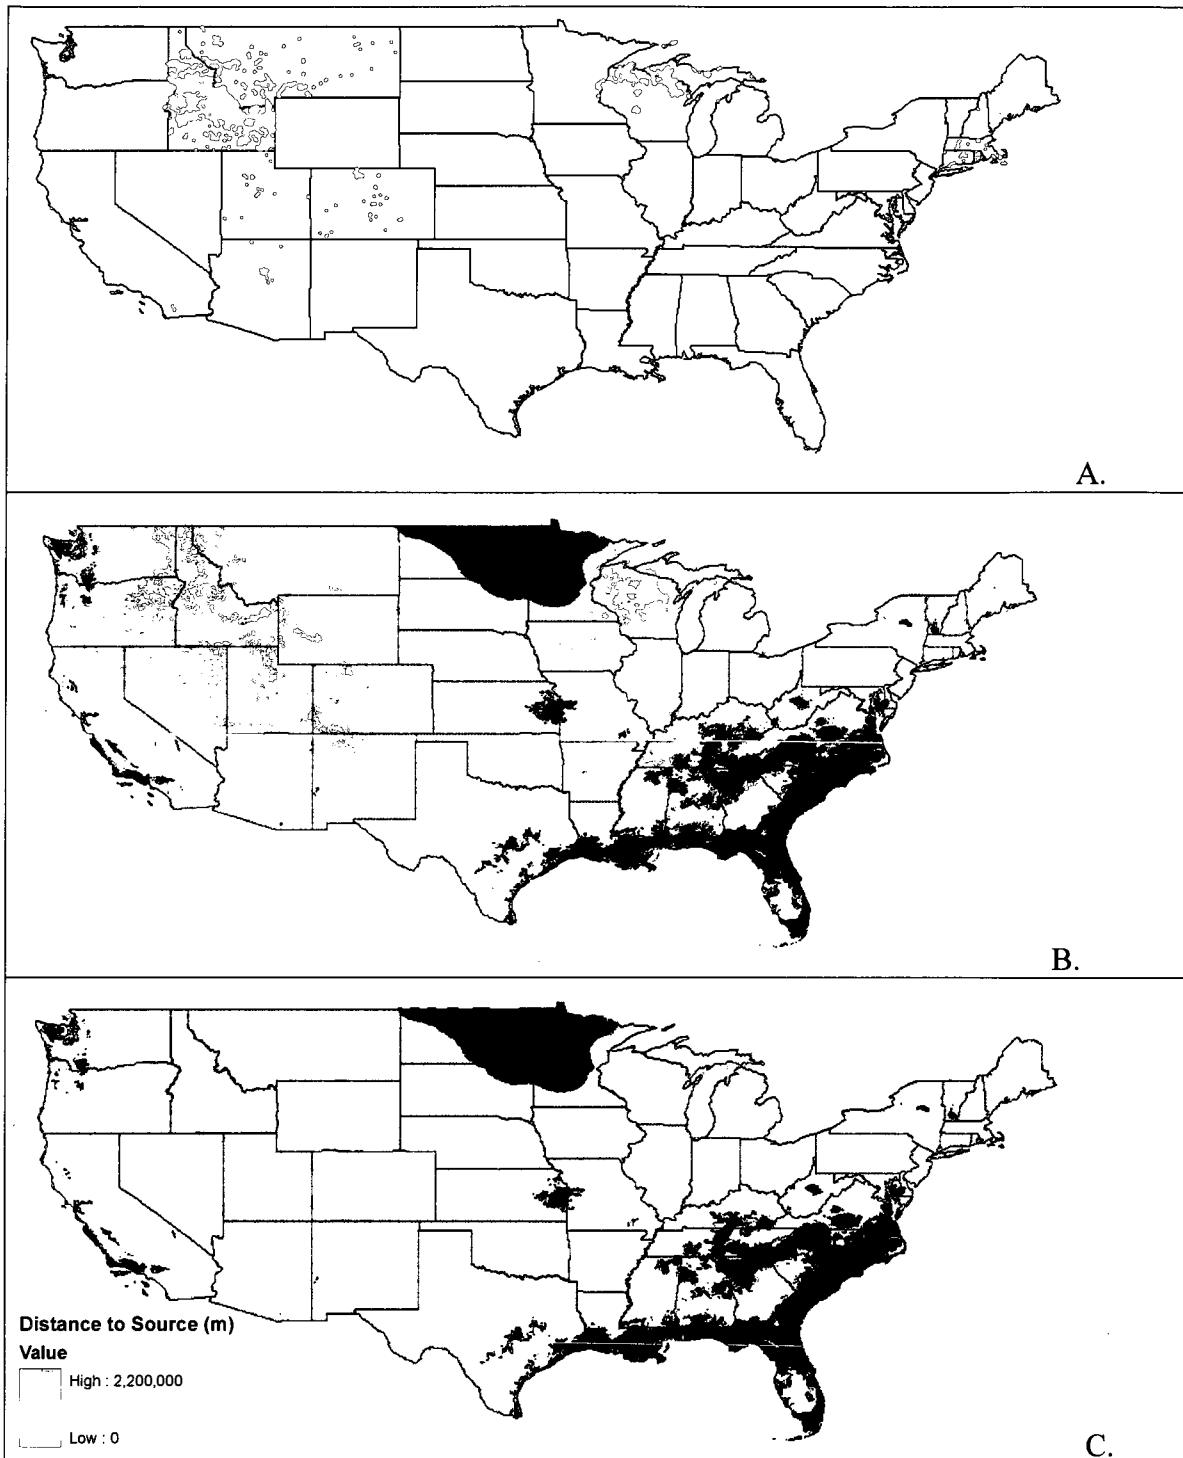 A.
B.
Distance to Source (m)
Value
High : 2,200,000
Low : 0
C.